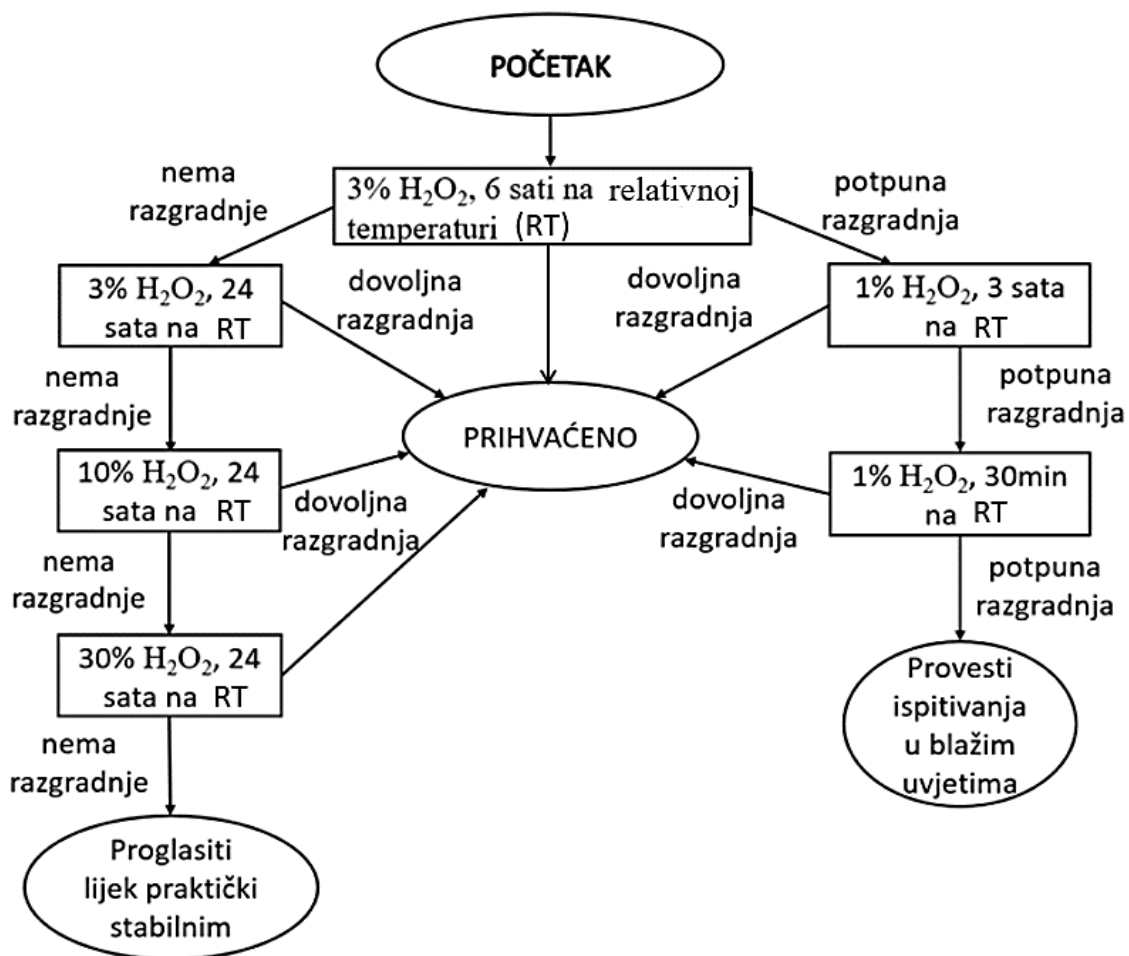 POČETAK
nema
razgradnje
3% H₂O₂, 6 sati na relativnoj
temperaturi (RT)
potpuna
razgradnja
3% H₂O₂, 24
sata na RT
dovoljna
razgradnja
dovoljna
razgradnja
1% H₂O₂, 3 sata
na RT
nema
razgradnje
PRIHVAĆENO
potpuna
razgradnja
10% H₂O₂, 24
sata na RT
dovoljna
razgradnja
dovoljna
razgradnja
1% H₂O₂, 30min
na RT
nema
razgradnje
potpuna
razgradnja
30% H₂O₂, 24
sata na RT
Provesti
ispitivanja
u blažim
uvjetima
nema
razgradnje
Proglasiti
lijek praktički
stabilnim